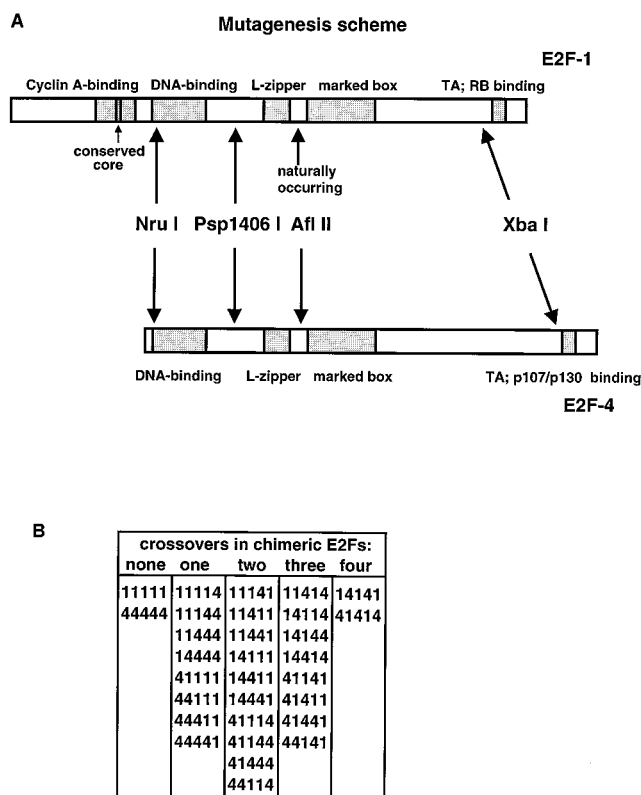 A
Mutagenesis scheme
E2F-1
Cyclin A-binding DNA-binding L-zipper marked box TA; RB binding
conserved core
naturally occurring
Nru I Psp1406 I Afl II Xba I
DNA-binding L-zipper marked box TA; p107/p130 binding
E2F-4
B
crossovers in chimeric E2Fs:
none one two three four
11111 11114 11141 11414 14141
44444 11144 11411 14114 41414
11444 11441 14144
14444 14111 14414
41111 14411 41141
44111 14441 41411
44411 41114 41441
44441 41144 44141
41444
44114